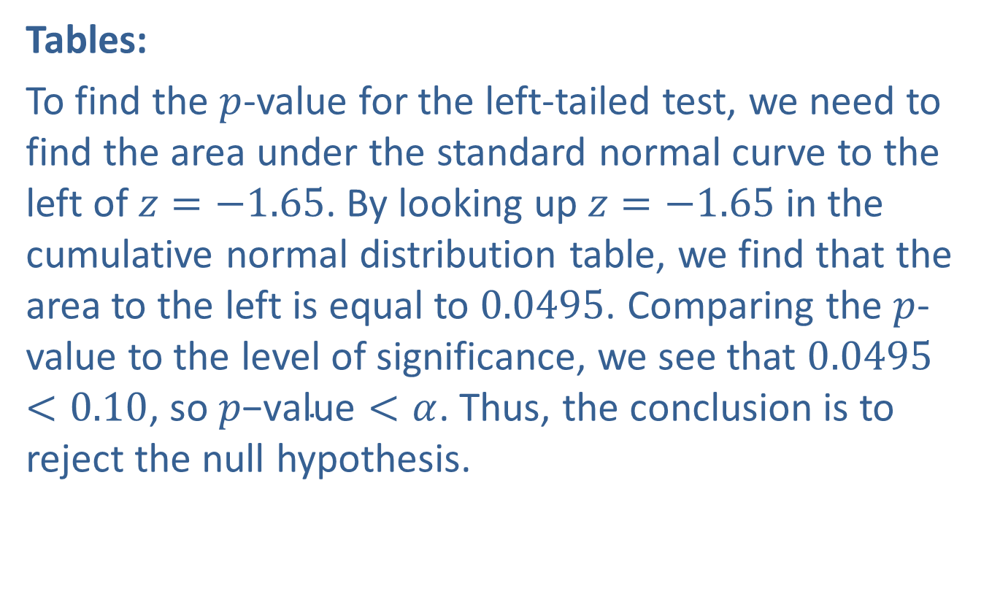 Tables:
To find the p-value for the left-tailed test, we need to
find the area under the standard normal curve to the
left of z = −1.65. By looking up z = −1.65 in the
cumulative normal distribution table, we find that the
area to the left is equal to 0.0495. Comparing the p-
value to the level of significance, we see that 0.0495
< 0.10, so p−value < α. Thus, the conclusion is to
reject the null hypothesis.